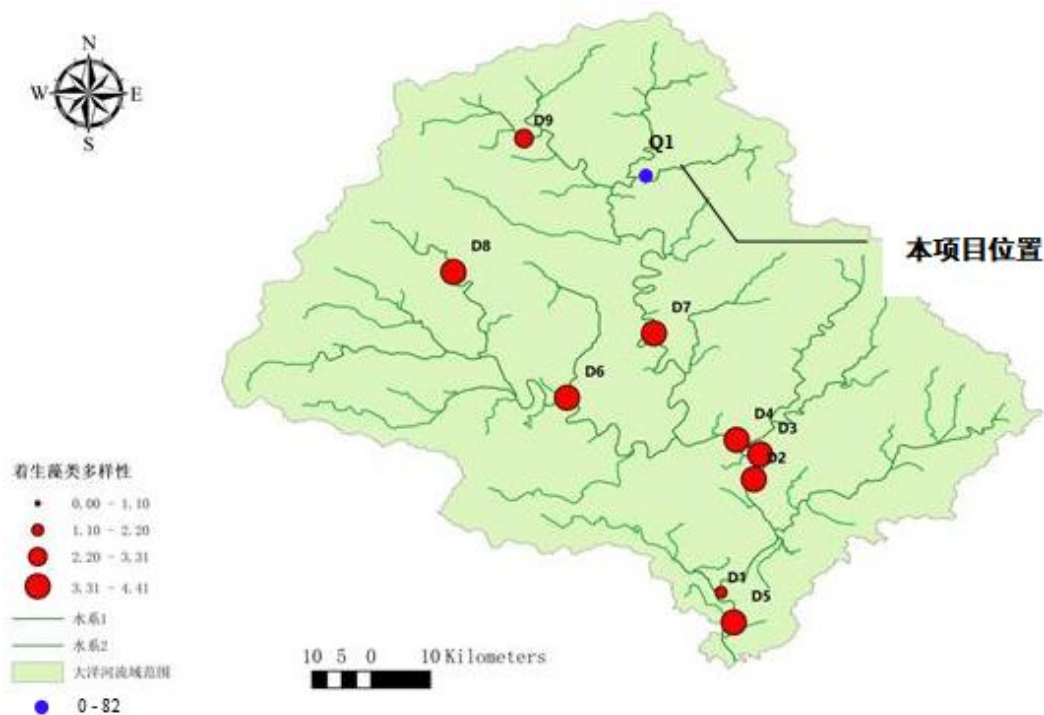 N
W E
S
D9
Q1
本项目位置
D8
D7
D6
D4
D3
D2
D1
D5
着生藻类多样性
0.00 - 1.10
1.10 - 2.20
2.20 - 3.31
3.31 - 4.41
水系1
水系2
大洋河流域范围
0 - 82
10 5 0 10 Kilometers